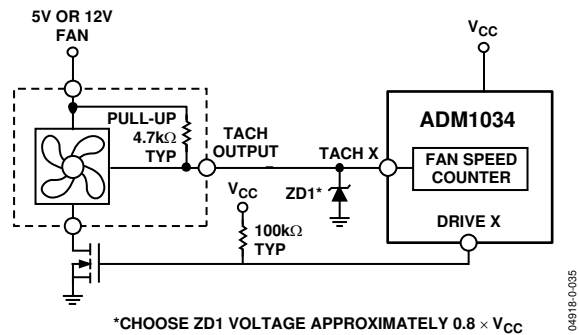 5V OR 12V
FAN
VCC
PULL-UP
4.7kΩ
TYP
TACH
OUTPUT
TACH X
ADM1034
FAN SPEED
COUNTER
ZD1*
VCC
100kΩ
TYP
DRIVE X
*CHOOSE ZD1 VOLTAGE APPROXIMATELY 0.8 × VCC
04918-0-035